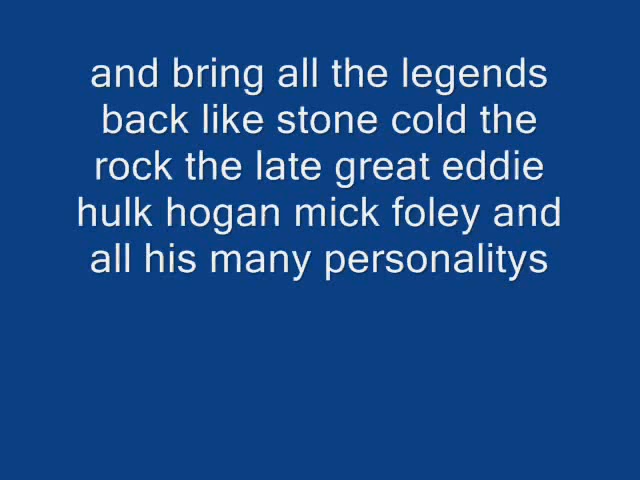 and bring all the legends
back like stone cold the
rock the late great eddie
hulk hogan mick foley and
all his many personalitys